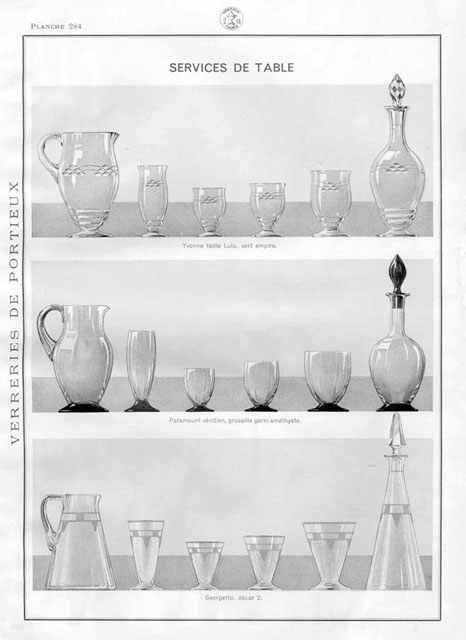 PLANCHE 284
SERVICES DE TABLE
Yvonne taille Lulu, vert empire.
Paramount vénitien, groseille garni améthyste.
Georgette, décor 2.
VERRERIES DE PORTIEUX